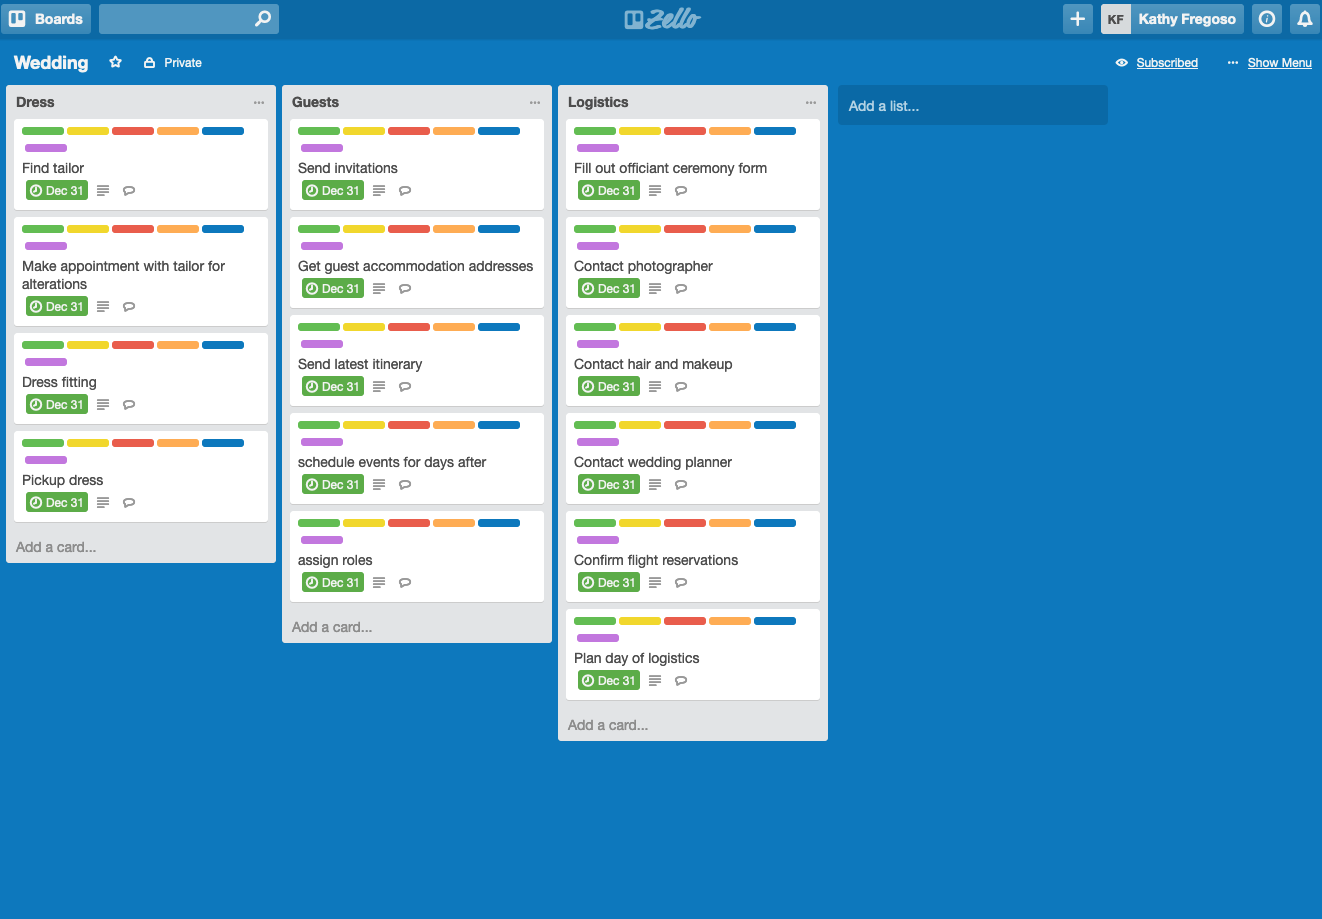 Boards
Zello
KF Kathy Fregoso
Wedding
Private
Subscribed
... Show Menu
Dress ...
Find tailor
Dec 31
Make appointment with tailor for
alterations
Dec 31
Dress fitting
Dec 31
Pickup dress
Dec 31
Add a card...
Guests ...
Send invitations
Dec 31
Get guest accommodation addresses
Dec 31
Send latest itinerary
Dec 31
schedule events for days after
Dec 31
assign roles
Dec 31
Add a card...
Logistics ...
Fill out officiant ceremony form
Dec 31
Contact photographer
Dec 31
Contact hair and makeup
Dec 31
Contact wedding planner
Dec 31
Confirm flight reservations
Dec 31
Plan day of logistics
Dec 31
Add a card...
Add a list...